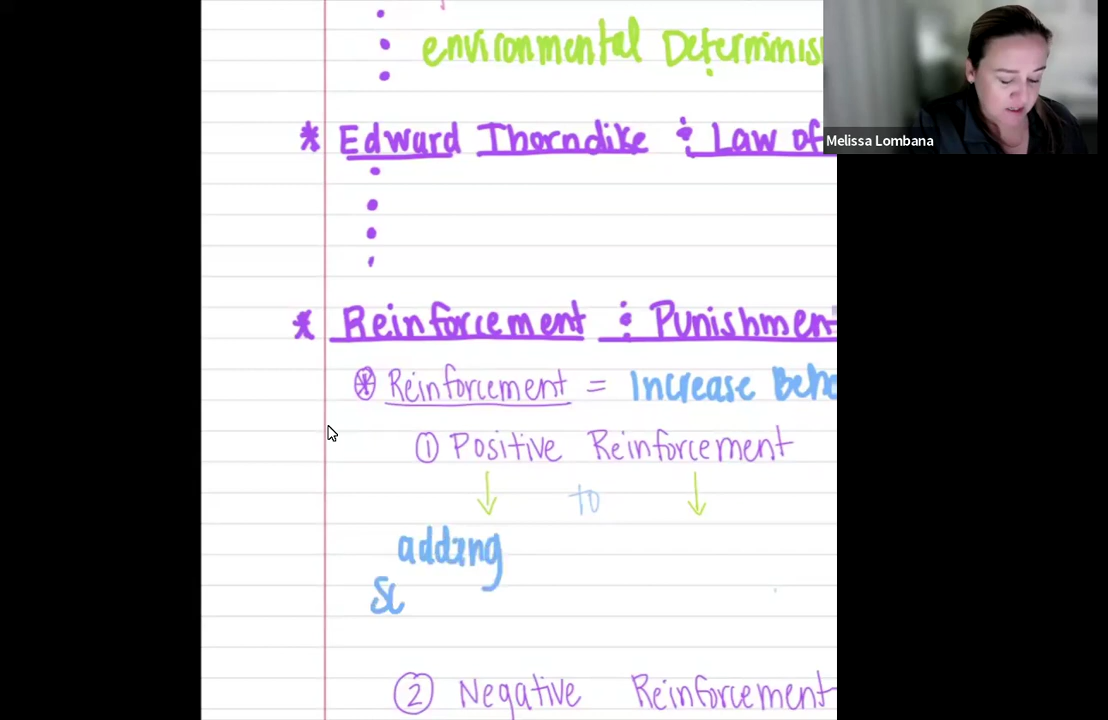 environmental Determinis
Melissa Lombana
* Edward Thorndike : Law of
* Reinforcement : Punishmen
* Reinforcement = Increase Beha
① Positive Reinforcement
to
adding
② Negative Reinforcement